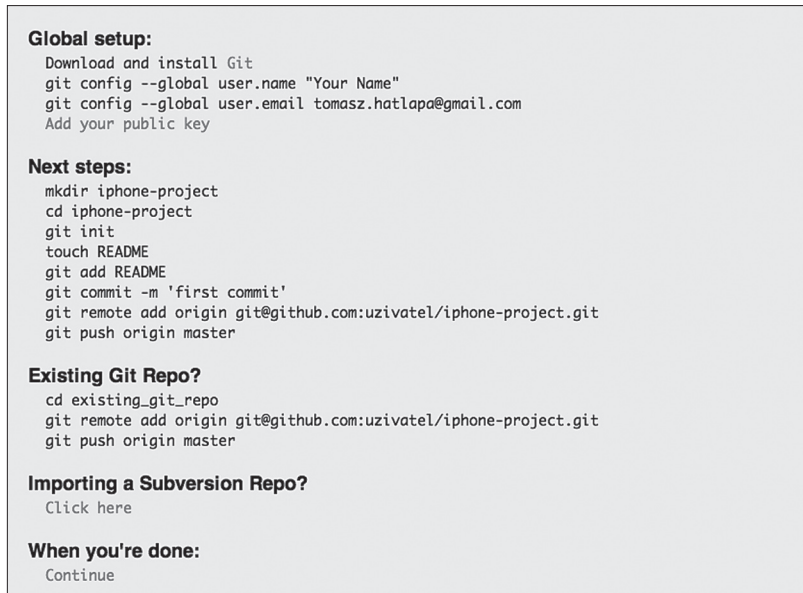 Global setup:
Download and install Git
git config --global user.name "Your Name"
git config --global user.email tomasz.hatlapa@gmail.com
Add your public key
Next steps:
mkdir iphone-project
cd iphone-project
git init
touch README
git add README
git commit -m 'first commit'
git remote add origin git@github.com:uzivatel/iphone-project.git
git push origin master
Existing Git Repo?
cd existing_git_repo
git remote add origin git@github.com:uzivatel/iphone-project.git
git push origin master
Importing a Subversion Repo?
Click here
When you're done:
Continue